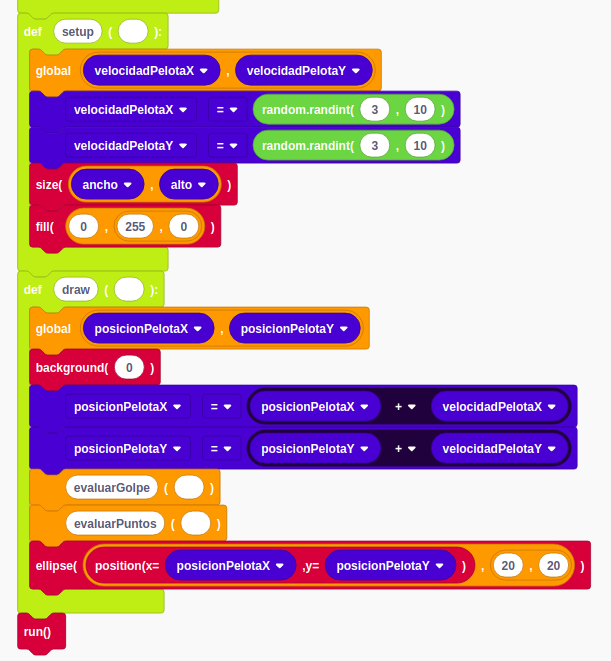 def setup ( ):
global velocidadPelotaX , velocidadPelotaY
velocidadPelotaX = random.randint( 3 , 10 )
velocidadPelotaY = random.randint( 3 , 10 )
size( ancho , alto )
fill( 0 , 255 , 0 )
def draw ( ):
global posicionPelotaX , posicionPelotaY
background( 0 )
posicionPelotaX = posicionPelotaX + velocidadPelotaX
posicionPelotaY = posicionPelotaY + velocidadPelotaY
evaluarGolpe ( )
evaluarPuntos ( )
ellipse( position(x= posicionPelotaX ,y= posicionPelotaY ) , 20 , 20 )
run()